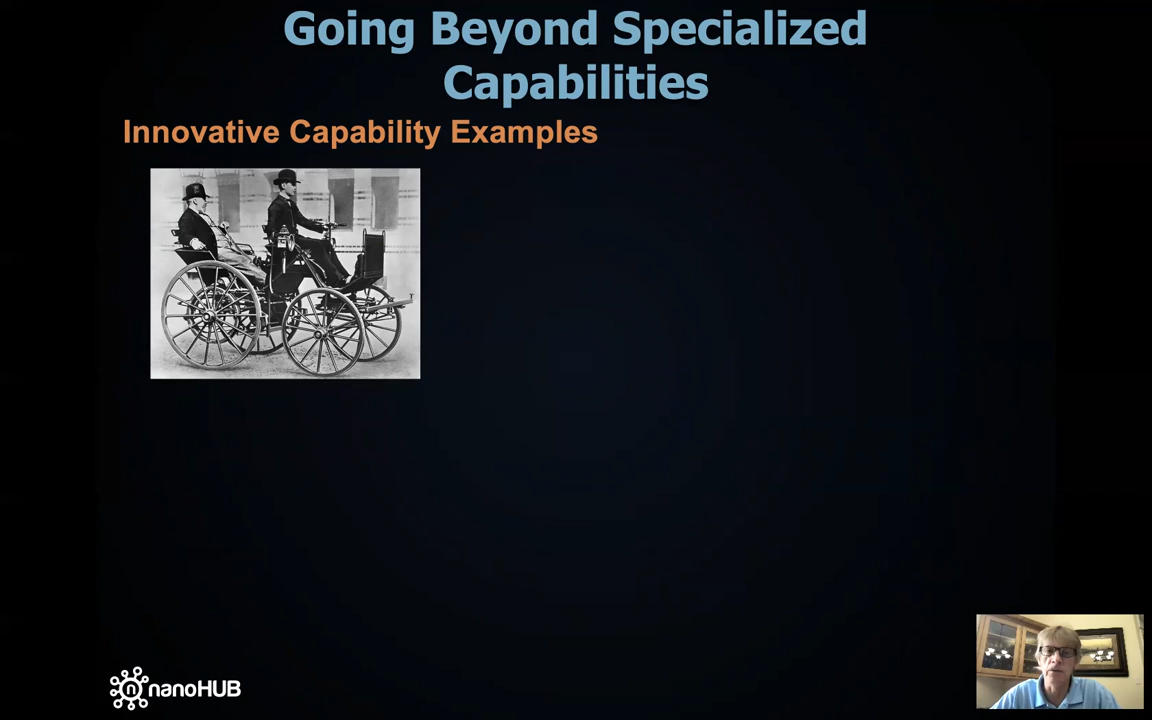 Going Beyond Specialized
Capabilities
Innovative Capability Examples
nanoHUB